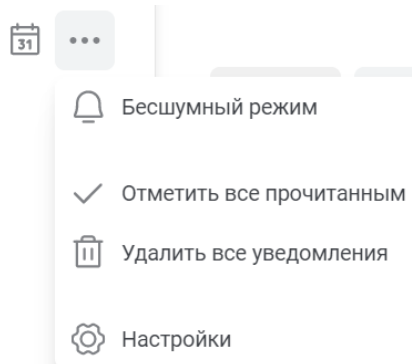 31
Бесшумный режим
Отметить все прочитанным
Удалить все уведомления
Настройки